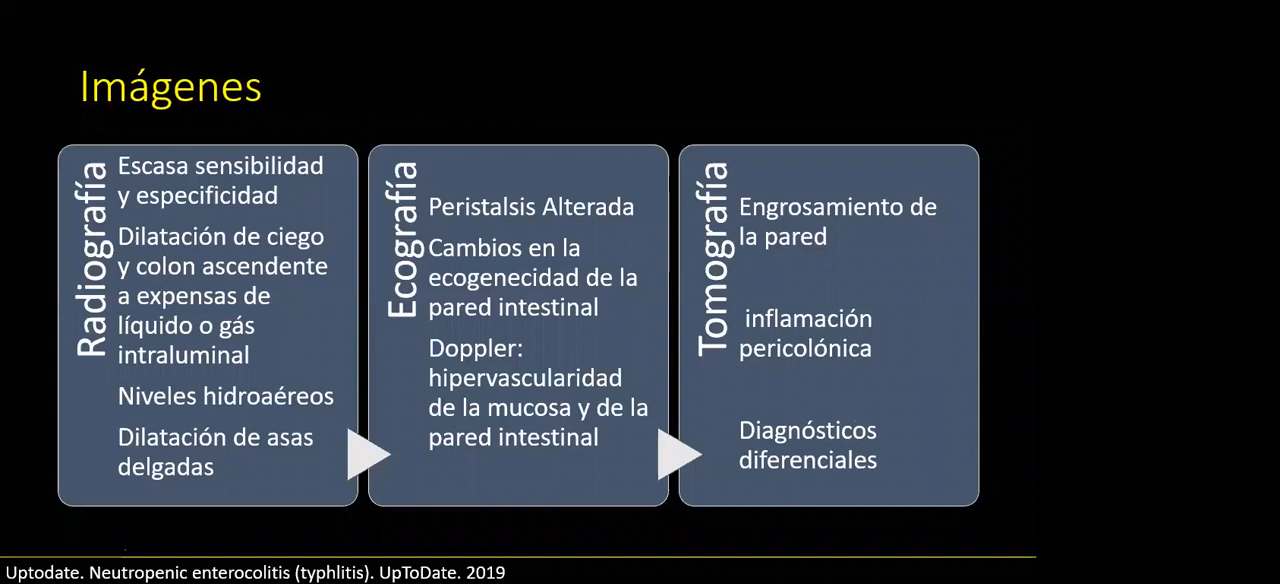 Imágenes
Radiografía
Escasa sensibilidad
y especificidad
Dilatación de ciego
y colon ascendente
a expensas de
líquido o gás
intraluminal
Niveles hidroaéreos
Dilatación de asas
delgadas
Ecografía
Peristalsis Alterada
Cambios en la
ecogenecidad de la
pared intestinal
Doppler:
hipervascularidad
de la mucosa y de la
pared intestinal
Tomografía
Engrosamiento de
la pared
inflamación
pericolónica
Diagnósticos
diferenciales
Uptodate. Neutropenic enterocolitis (typhlitis). UpToDate. 2019